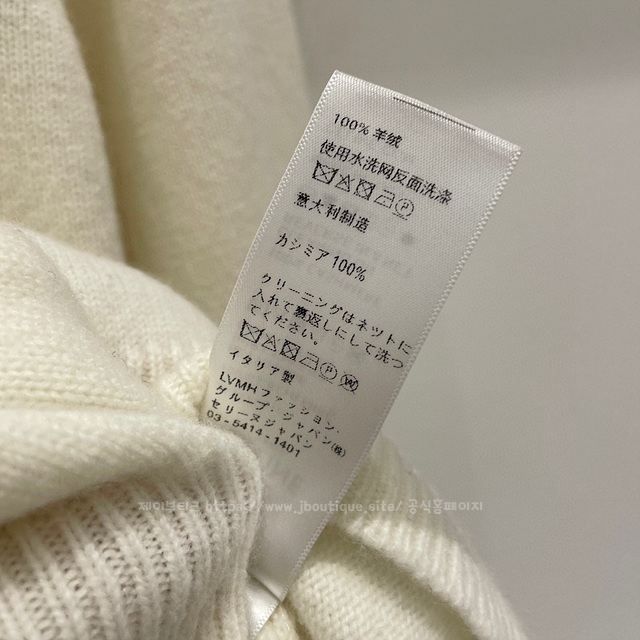 100% 羊绒
使用水洗网反面洗涤
意大利制造
カシミア 100%
クリーニングはネットに
入れて裏返しにして洗っ
てください。
イタリア製
LVMH ファッション・
グループ・ジャパン(株)
セリーヌジャパン
03-5414-1401
제이부티크 https://www.jboutique.site/ 공식홈페이지